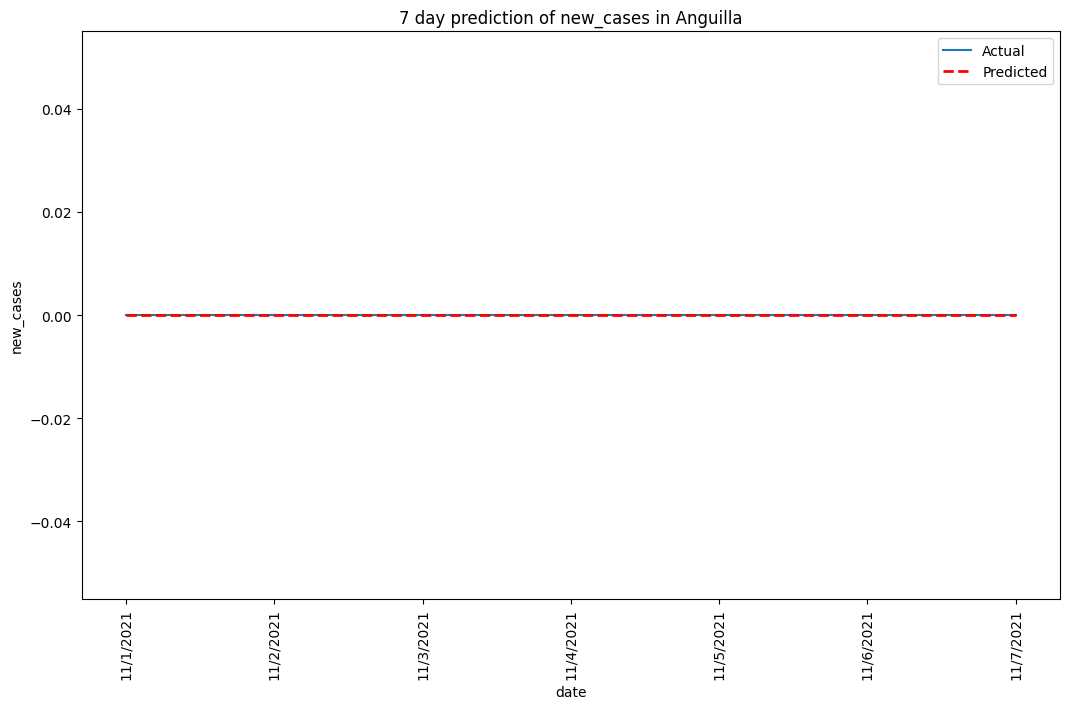 7 day prediction of new_cases in Anguilla
Actual
Predicted
0.04
0.02
0.00
−0.02
−0.04
new_cases
11/1/2021
11/2/2021
11/3/2021
11/4/2021
11/5/2021
11/6/2021
11/7/2021
date